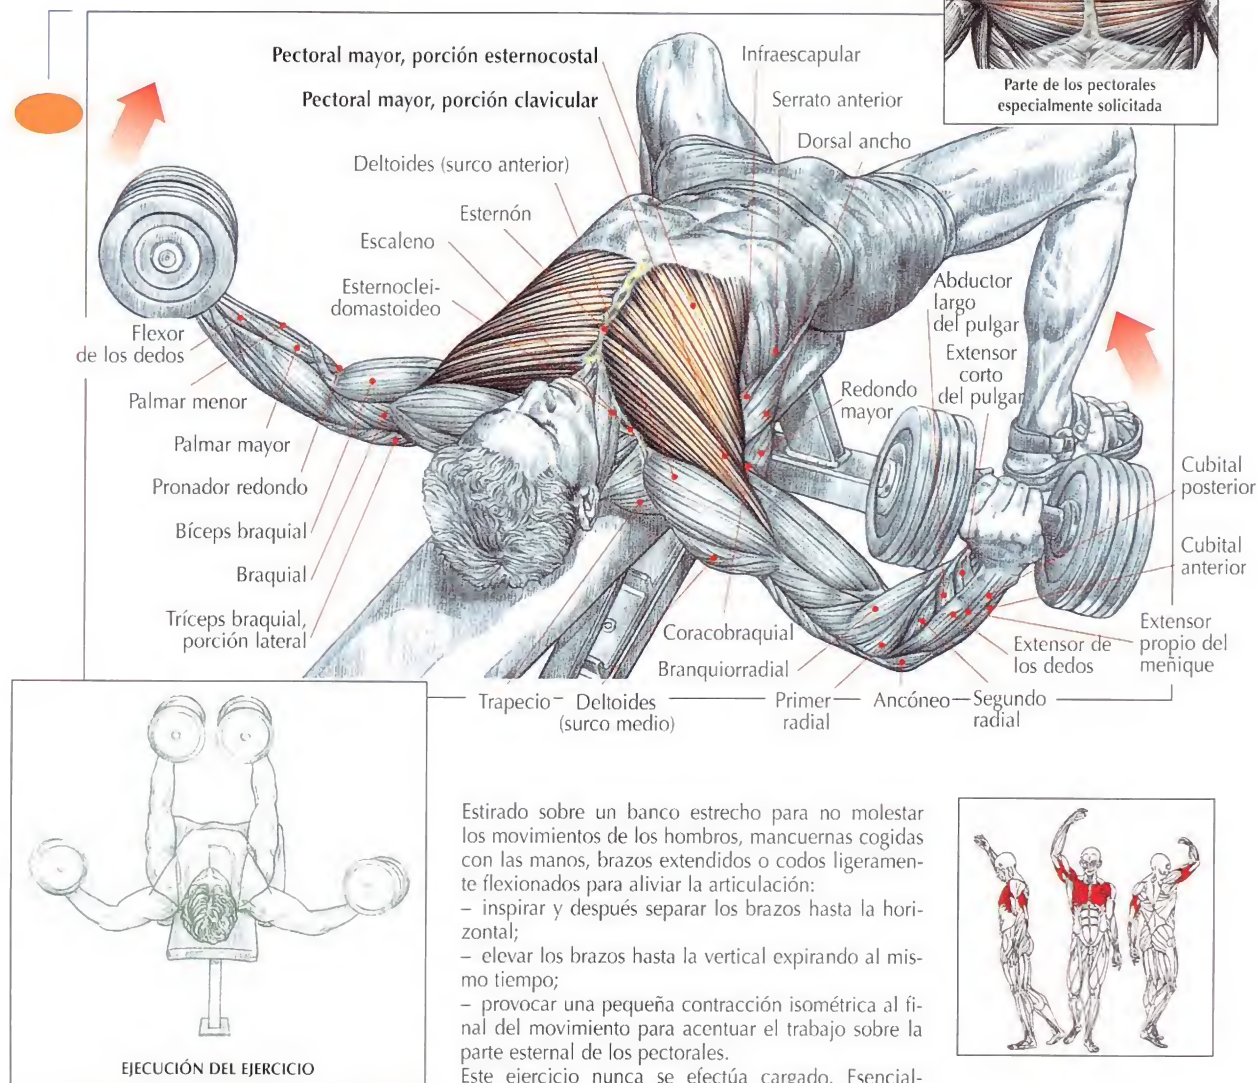 Parte de los pectorales
especialmente solicitada
Pectoral mayor, porción esternocostal
Pectoral mayor, porción clavicular
Deltoides (surco anterior)
Esternón
Escaleno
Esternoclei-
domastoideo
Infraescapular
Serrato anterior
Dorsal ancho
Flexor
de los dedos
Palmar menor
Palmar mayor
Pronador redondo
Bíceps braquial
Braquial
Tríceps braquial,
porción lateral
Abductor
largo
del pulgar
Extensor
corto
del pulgar
Redondo
mayor
Cubital
posterior
Cubital
anterior
Extensor
propio del
meñique
Extensor de
los dedos
Coracobraquial
Branquiorradial
Trapecio
Deltoides
(surco medio)
Primer
radial
Ancóneo
Segundo
radial
EJECUCIÓN DEL EJERCICIO
Estirado sobre un banco estrecho para no molestar
los movimientos de los hombros, mancuernas cogidas
con las manos, brazos extendidos o codos ligeramen-
te flexionados para aliviar la articulación:
– inspirar y después separar los brazos hasta la hori-
zontal;
– elevar los brazos hasta la vertical expirando al mis-
mo tiempo;
– provocar una pequeña contracción isométrica al fi-
nal del movimiento para acentuar el trabajo sobre la
parte esternal de los pectorales.
Este ejercicio nunca se efectúa cargado. Esencial-